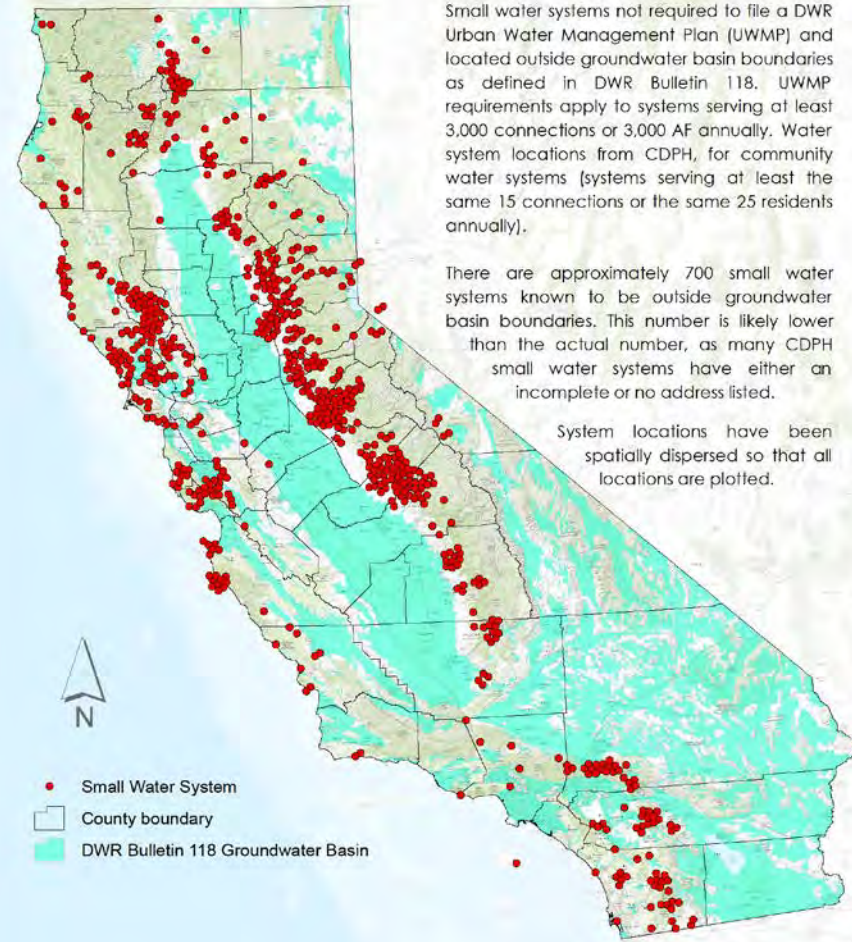 Small water systems not required to file a DWR
Urban Water Management Plan (UWMP) and
located outside groundwater basin boundaries
as defined in DWR Bulletin 118. UWMP
requirements apply to systems serving at least
3,000 connections or 3,000 AF annually. Water
system locations from CDPH, for community
water systems (systems serving at least the
same 15 connections or the same 25 residents
annually).
There are approximately 700 small water
systems known to be outside groundwater
basin boundaries. This number is likely lower
than the actual number, as many CDPH
small water systems have either an
incomplete or no address listed.
System locations have been
spatially dispersed so that all
locations are plotted.
N
Small Water System
County boundary
DWR Bulletin 118 Groundwater Basin